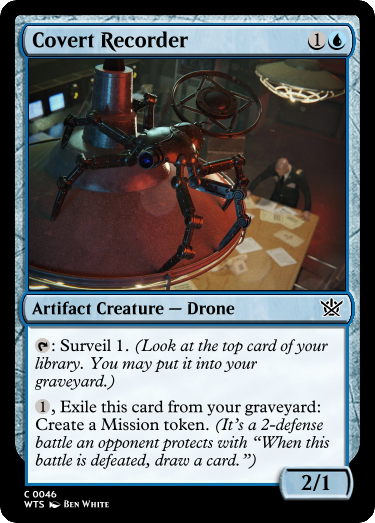 Covert Recorder 1
Artifact Creature — Drone
: Surveil 1. (Look at the top card of your
library. You may put it into your
graveyard.)
1, Exile this card from your graveyard:
Create a Mission token. (It's a 2-defense
battle an opponent protects with “When this
battle is defeated, draw a card.”)
2/1
C 0046
WTS Ben White